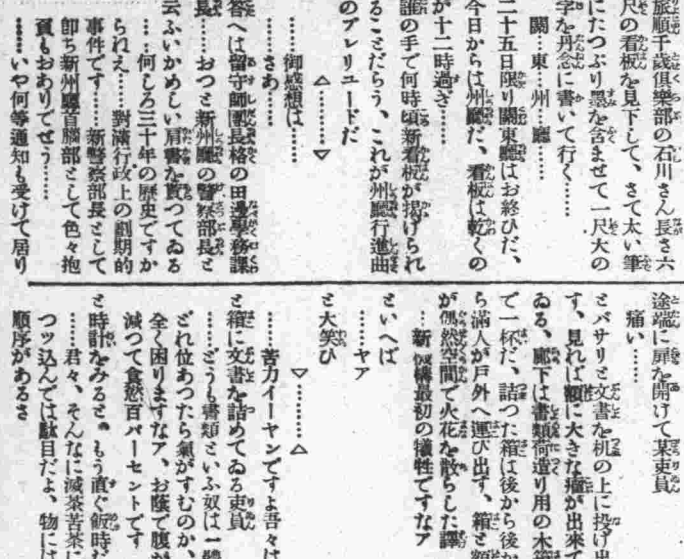 旅順千歳倶樂部の石川さん長さ六
尺の看板を見下して、さて太い筆
にたつぷり墨を含ませて一尺大の
字を丹念に書いて行く……
關…東…州…廳………
二十五日限り關東廳はお終ひだ、
今日からは州廳だ、看板は乾くの
が十二時過ぎ……
誰の手で何時頃新看板が掲げられ
ることだらう、これが州廳行進曲
のプレリユードだ
△………▽
……御感想は……
……さあ……
答へは留守師團長格の田邊學務課
長……おつと新州廳の警察部長と
云ふいかめしい肩書を貰つてゐる
……何しろ三十年の歴史ですか
られえ……對滿行政上の劃期的
事件です……新警察部長として
卽ち新州廳首腦部として色々抱
負もおありでせう……
……いや何等通知も受けて居り
途端に扉を開けて某吏員
痛い……
とバサリと文書を机の上に投げ出
す、見れば額に大きな瘤が出來て
ゐる、廊下は書類荷造り用の木箱
で一杯だ、詰つた箱は後から後か
ら滿人が戸外へ運び出す、箱と額
が偶然空間で火花を散らした譯
…新機構最初の犧牲ですなア
といへば
……ヤア
と大笑ひ
▽………△
……苦力イーヤンですよ吾々は
と箱に文書を詰めてゐる吏員
……どうも書類といふ奴は一體
どれ位あつたら氣がすむのか、
全く困りますなア、お蔭で腹が
減つて食慾百パーセントです
と時計をみると、もう直ぐ飯時だ
……君々、そんなに滅茶苦茶に
つツ込んでは駄目だよ、物には
順序があるさ